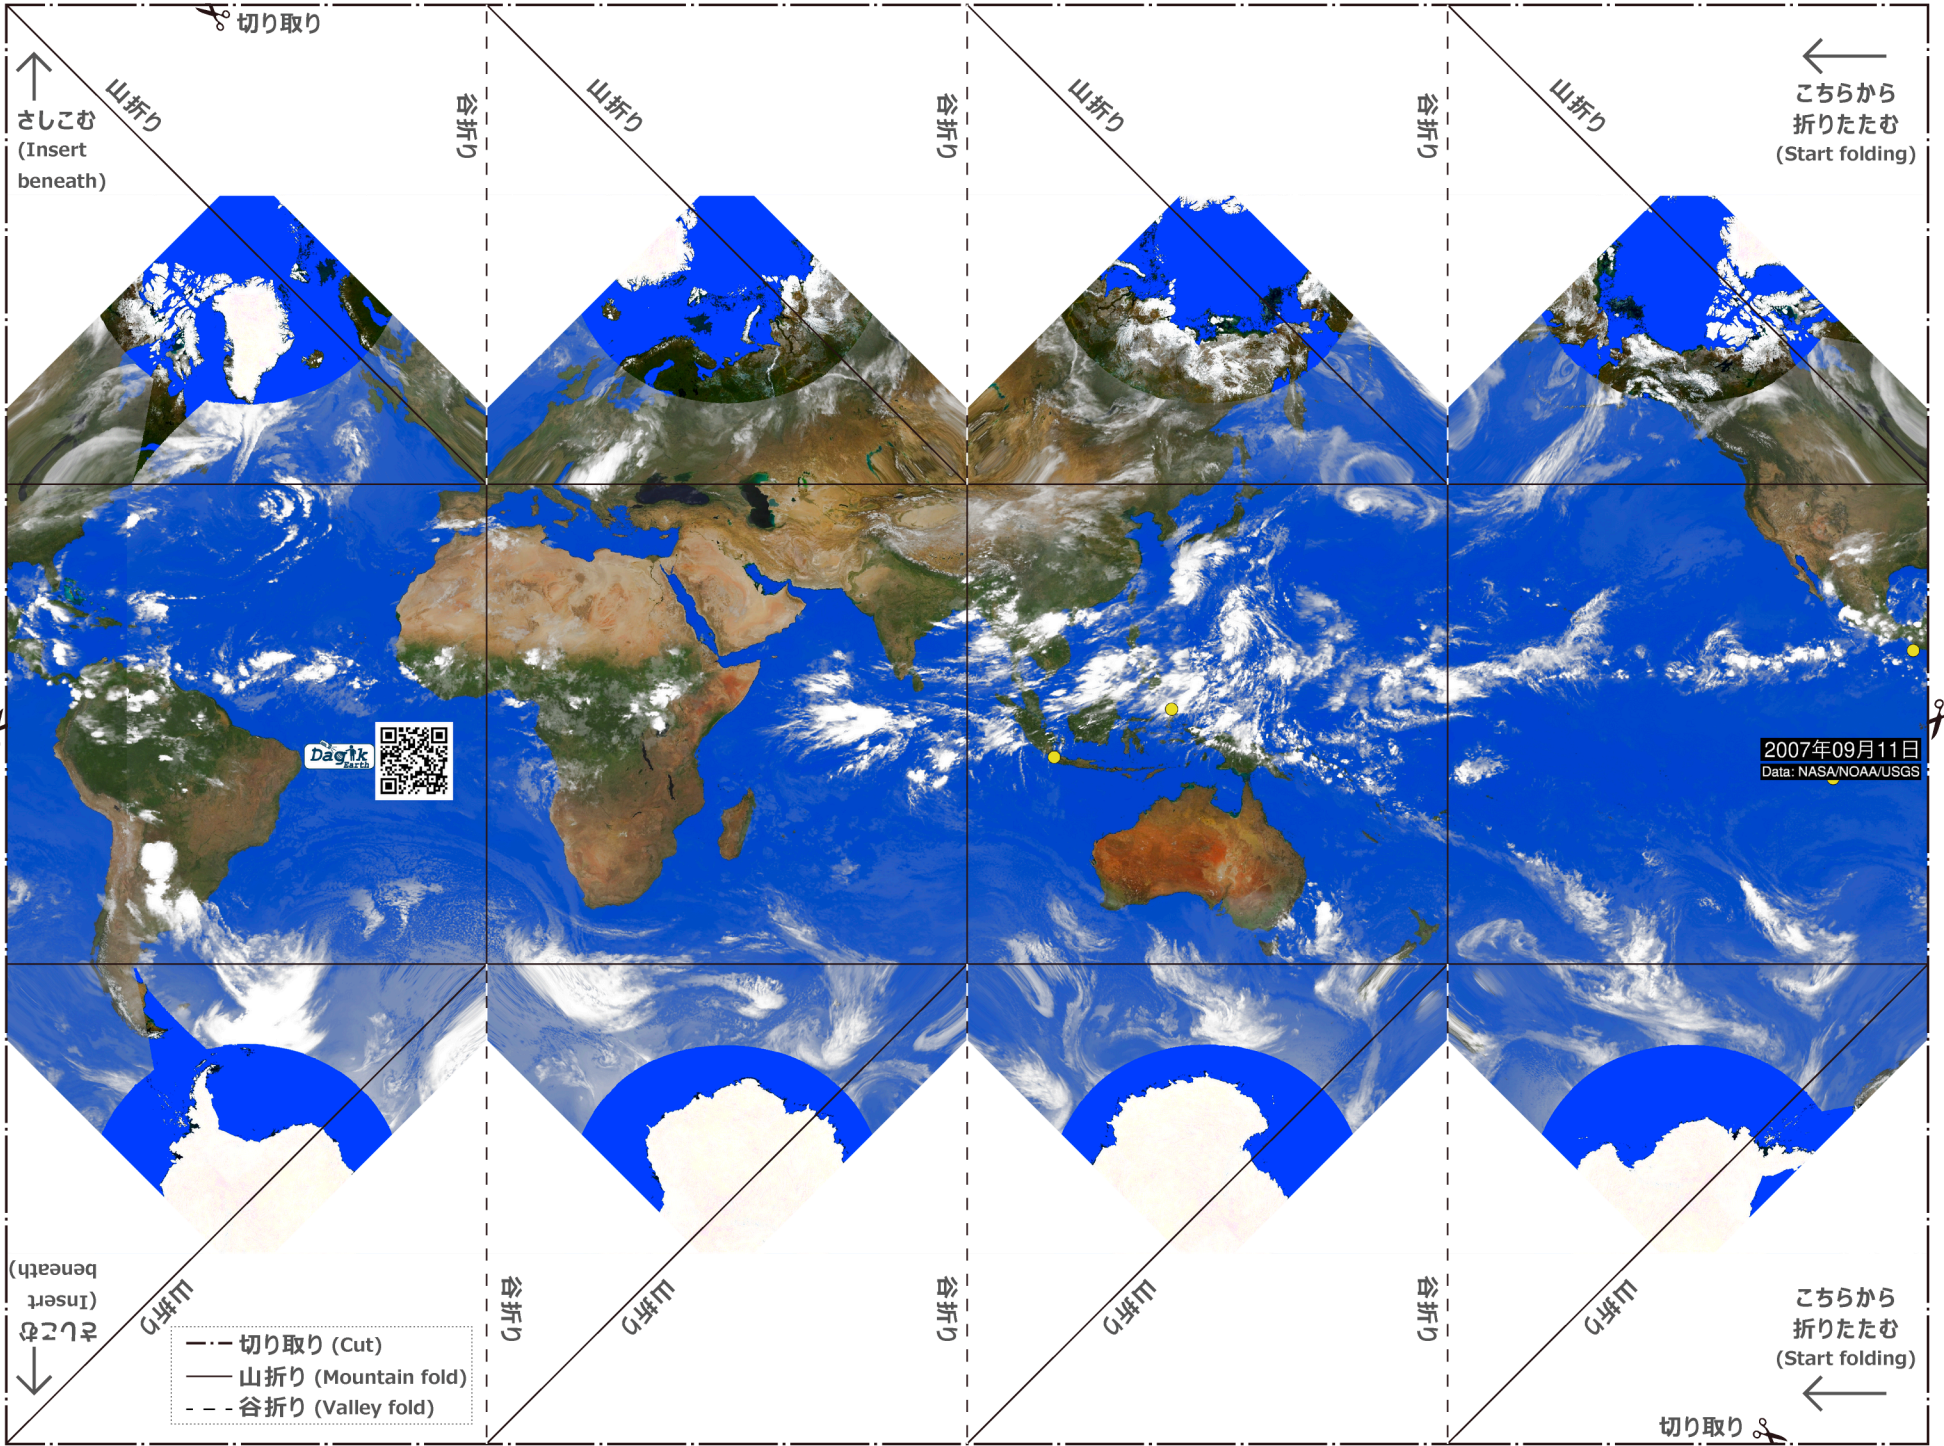 切り取り
山折り
谷折り
山折り
谷折り
山折り
谷折り
山折り
さしこむ
(Insert
beneath)
こちらから
折りたたむ
(Start folding)
Dagik
Earth
2007年09月11日
Data: NASA/NOAA/USGS
さしこむ
(Insert
beneath)
山折り
谷折り
山折り
谷折り
山折り
谷折り
山折り
こちらから
折りたたむ
(Start folding)
切り取り (Cut)
山折り (Mountain fold)
谷折り (Valley fold)
切り取り